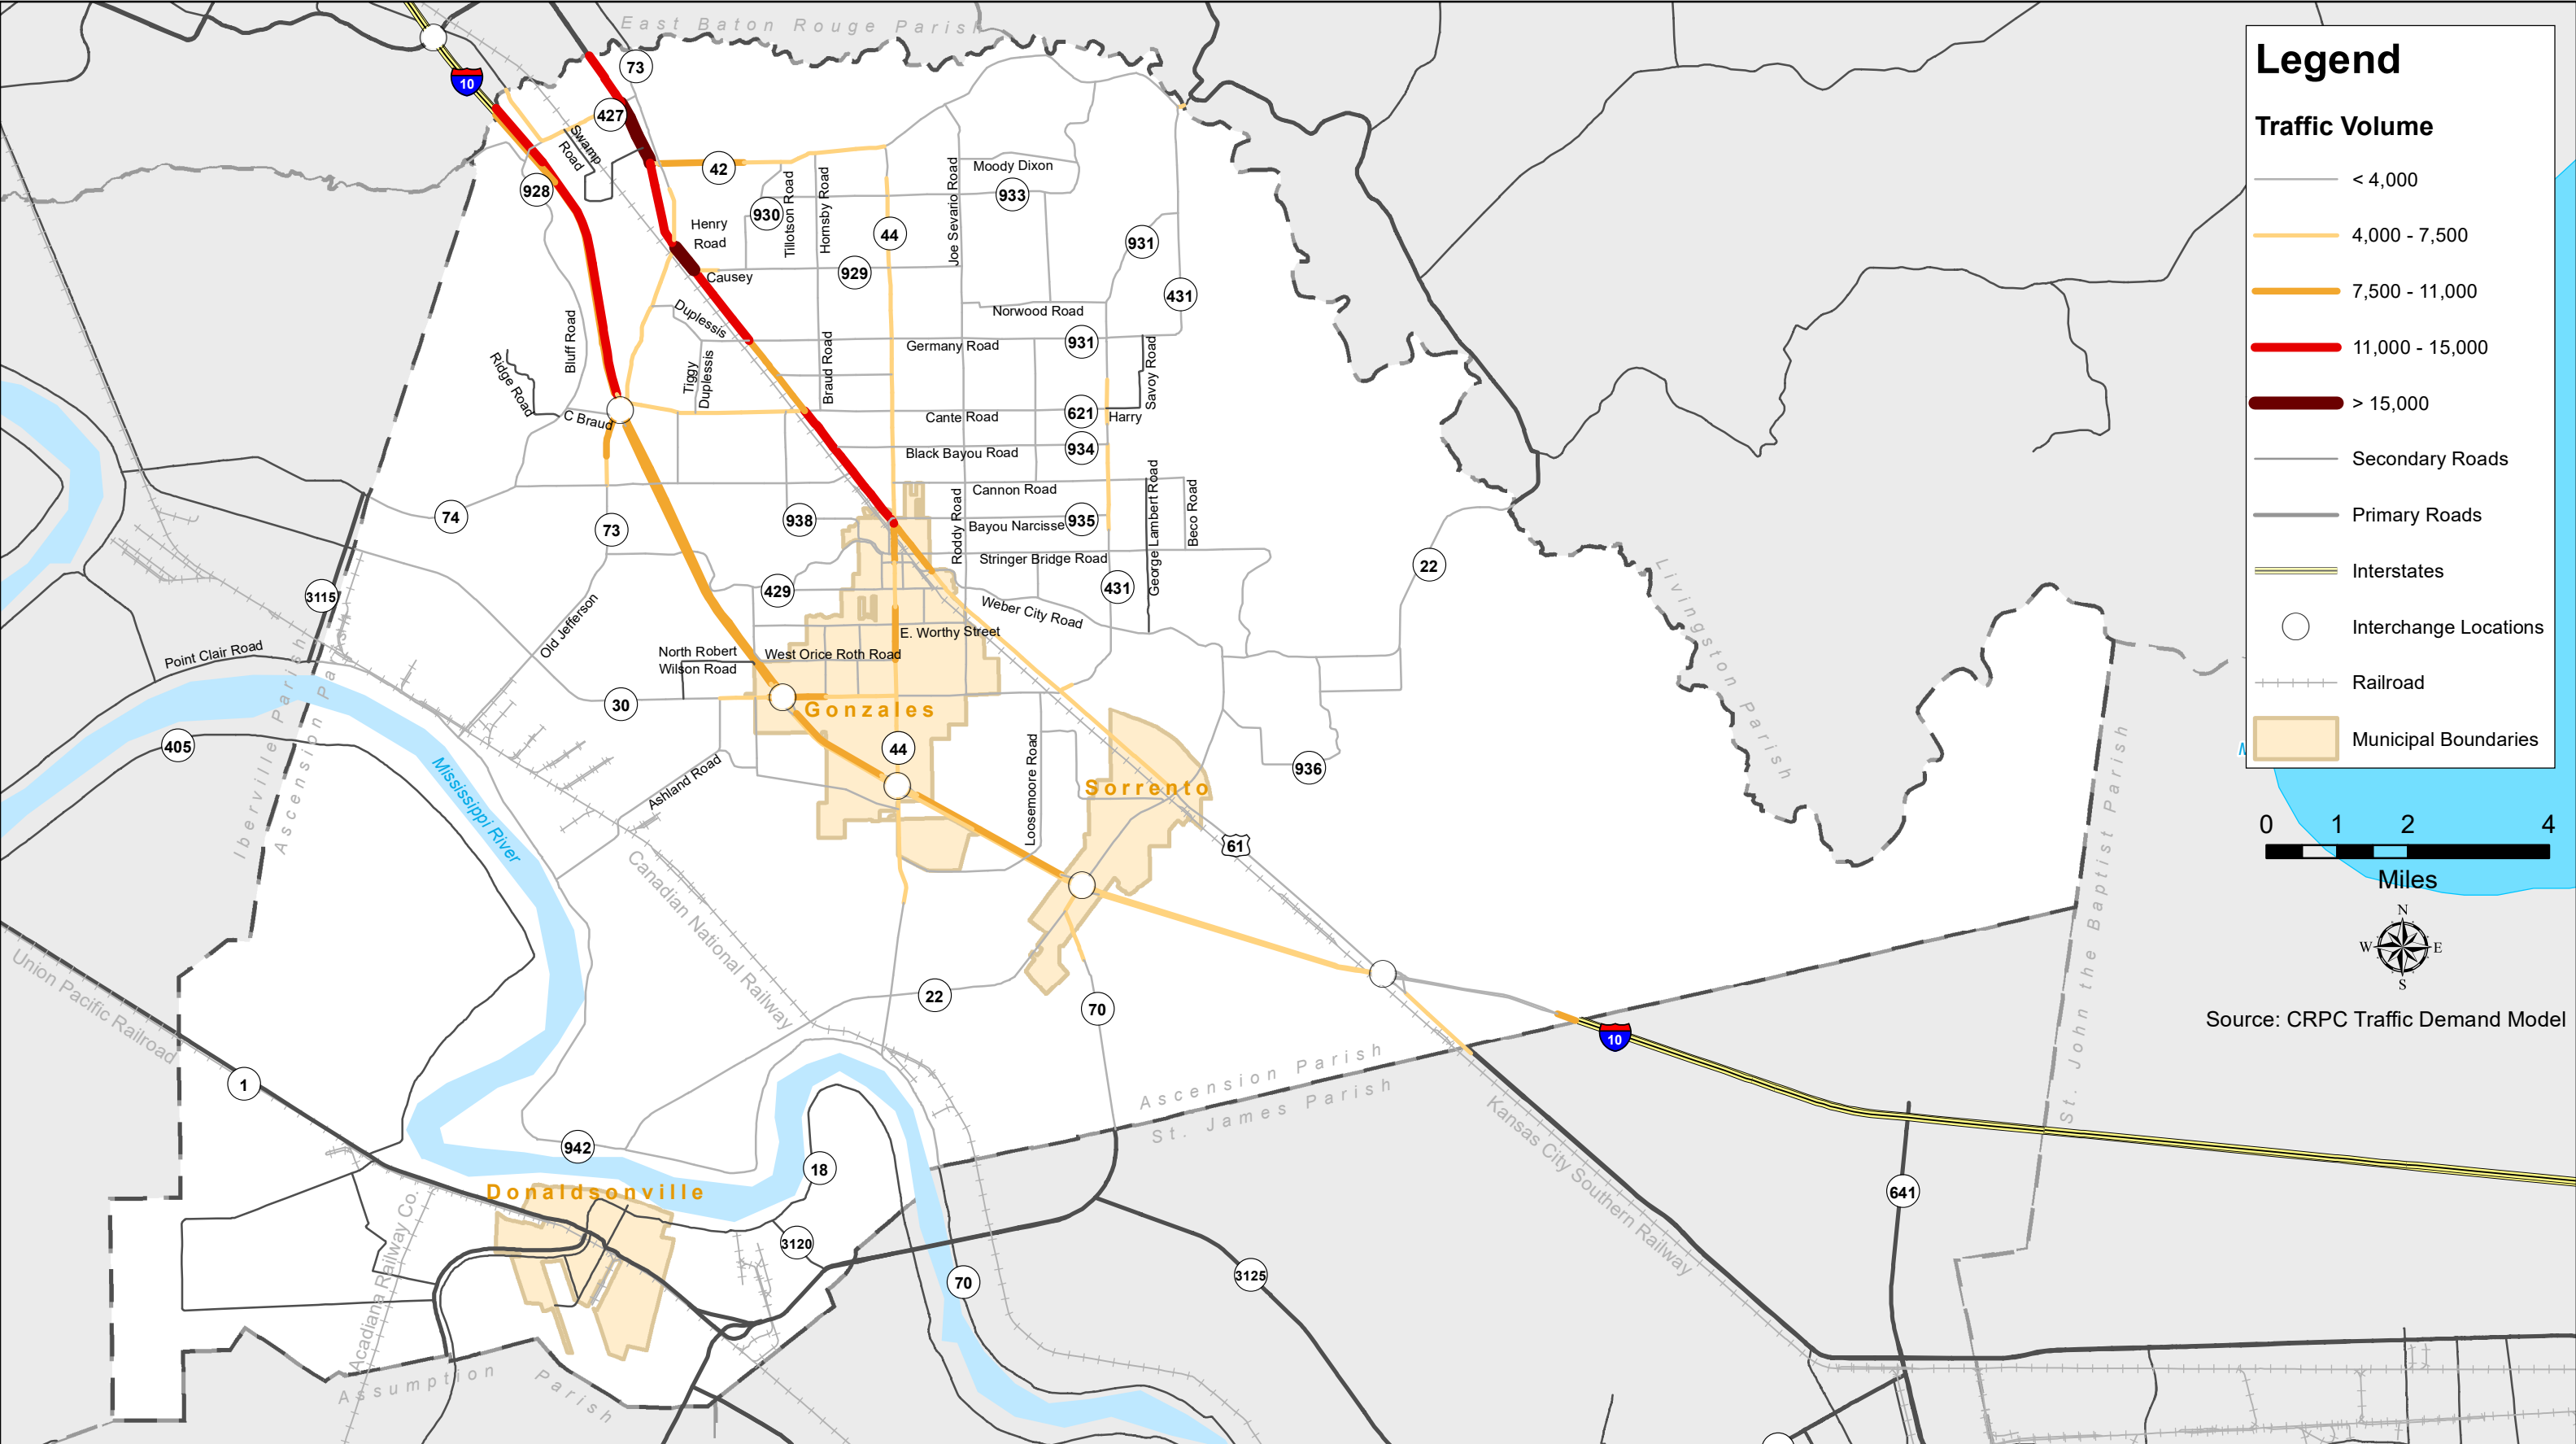 East Baton Rouge Parish
73
10
427
Swamp
Road
42
928
Moody Dixon
933
930
Tillotson Road
Hornsby Road
Joe Sevario Road
Henry
Road
44
931
929
Causey
431
Duplessis
Norwood Road
Bluff Road
Germany Road
931
Savoy Road
Braud Road
Tiggy
Duplessis
Ridge Road
C Braud
Cante Road
621
Harry
Black Bayou Road
934
Cannon Road
74
73
938
Roddy Road
Bayou Narcisse
935
George Lambert Road
Beco Road
Stringer Bridge Road
22
3115
429
431
Old Jefferson
Weber City Road
E. Worthy Street
North Robert
Wilson Road
West Orice Roth Road
Point Clair Road
30
Gonzales
405
44
Iberville Parish
Ascension Parish
Mississippi River
Ashland Road
Loosemoore Road
Sorrento
936
61
Livingston Parish
Canadian National Railway
Union Pacific Railroad
22
70
10
1
Ascension Parish
St. James Parish
Kansas City Southern Railway
St. John the Baptist Parish
942
18
Donaldsonville
641
3120
Acadiana Railway Co.
70
3125
Assumption Parish
Legend
Traffic Volume
< 4,000
4,000 - 7,500
7,500 - 11,000
11,000 - 15,000
> 15,000
Secondary Roads
Primary Roads
Interstates
Interchange Locations
Railroad
Municipal Boundaries
0 1 2 4
Miles
N
W E
S
Source: CRPC Traffic Demand Model